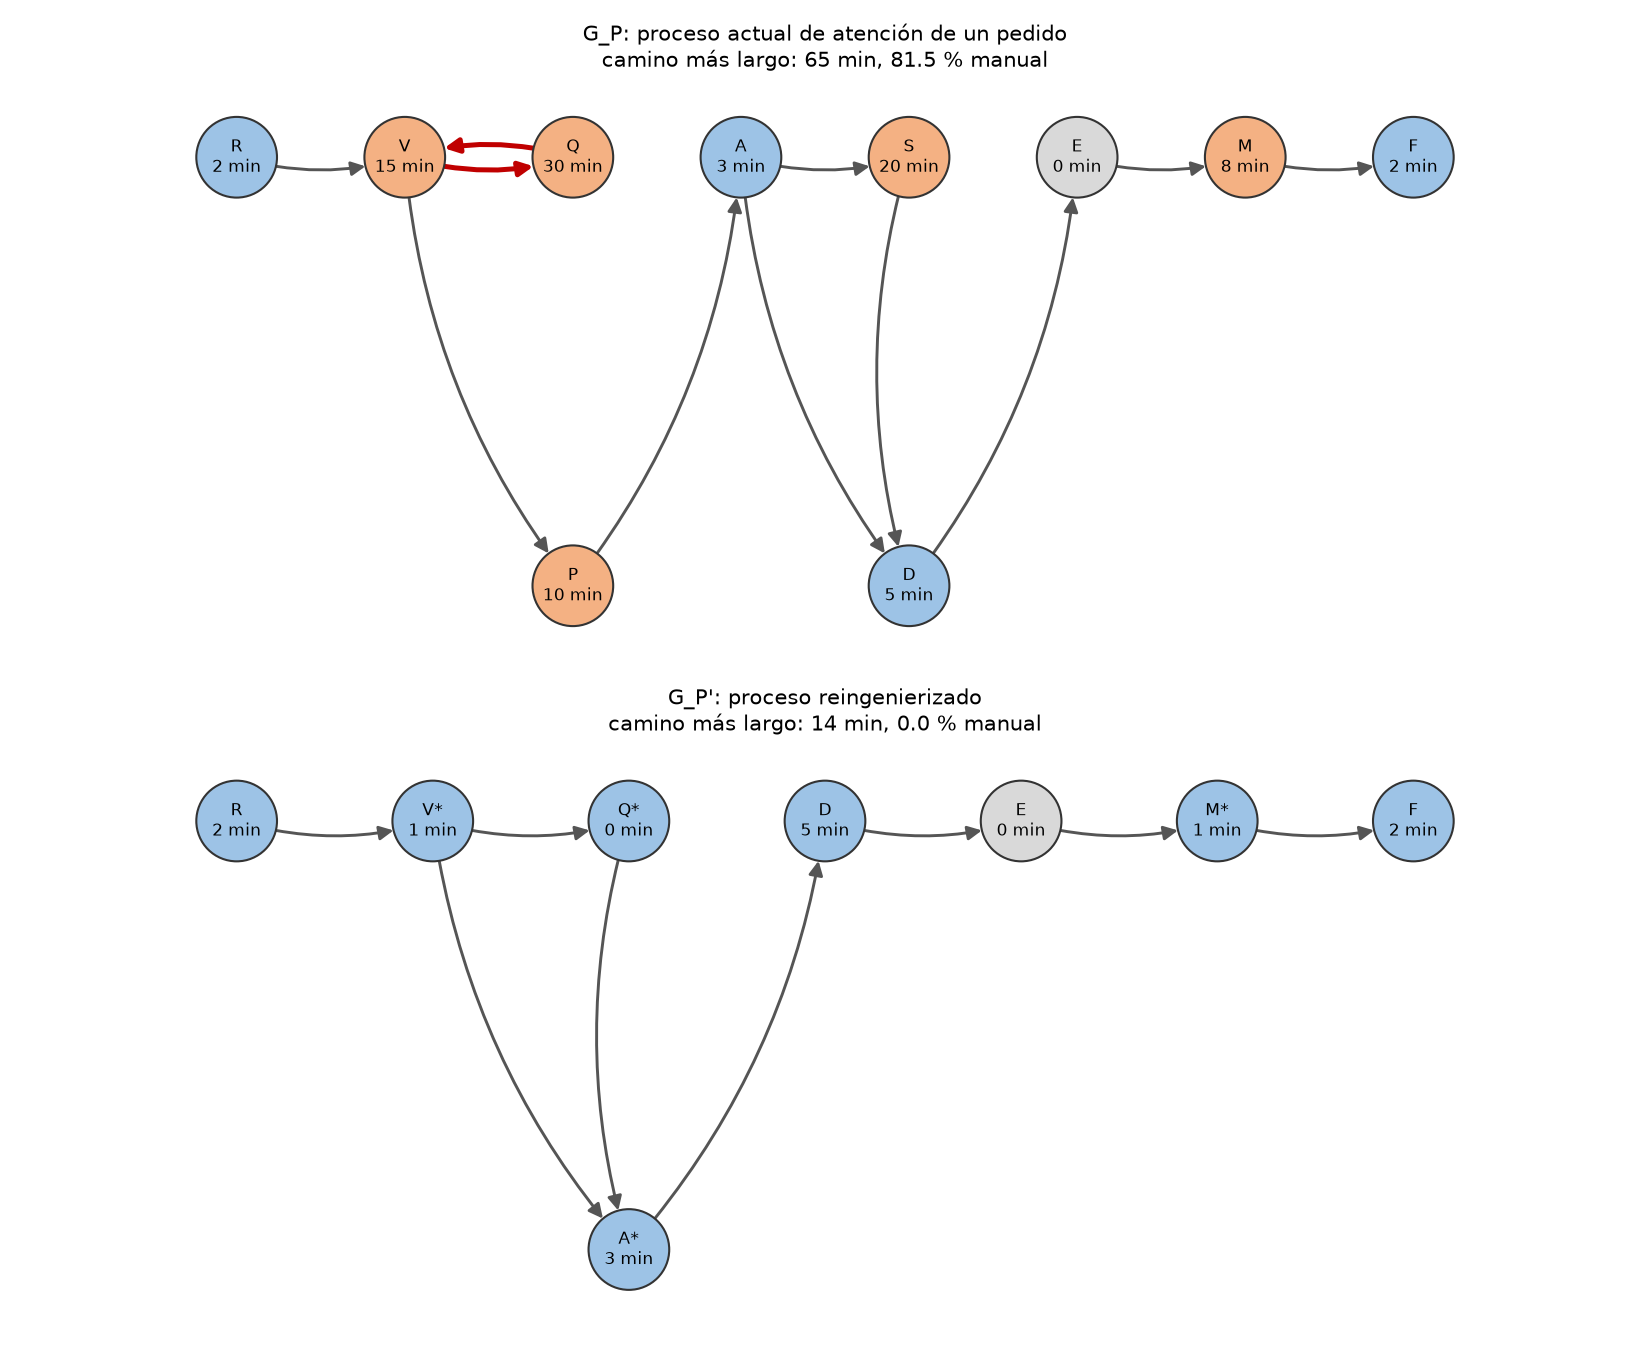 G_P: proceso actual de atención de un pedido
camino más largo: 65 min, 81.5 % manual
R
2 min
V
15 min
Q
30 min
A
3 min
S
20 min
E
0 min
M
8 min
F
2 min
P
10 min
D
5 min
G_P': proceso reingenierizado
camino más largo: 14 min, 0.0 % manual
R
2 min
V*
1 min
Q*
0 min
D
5 min
E
0 min
M*
1 min
F
2 min
A*
3 min